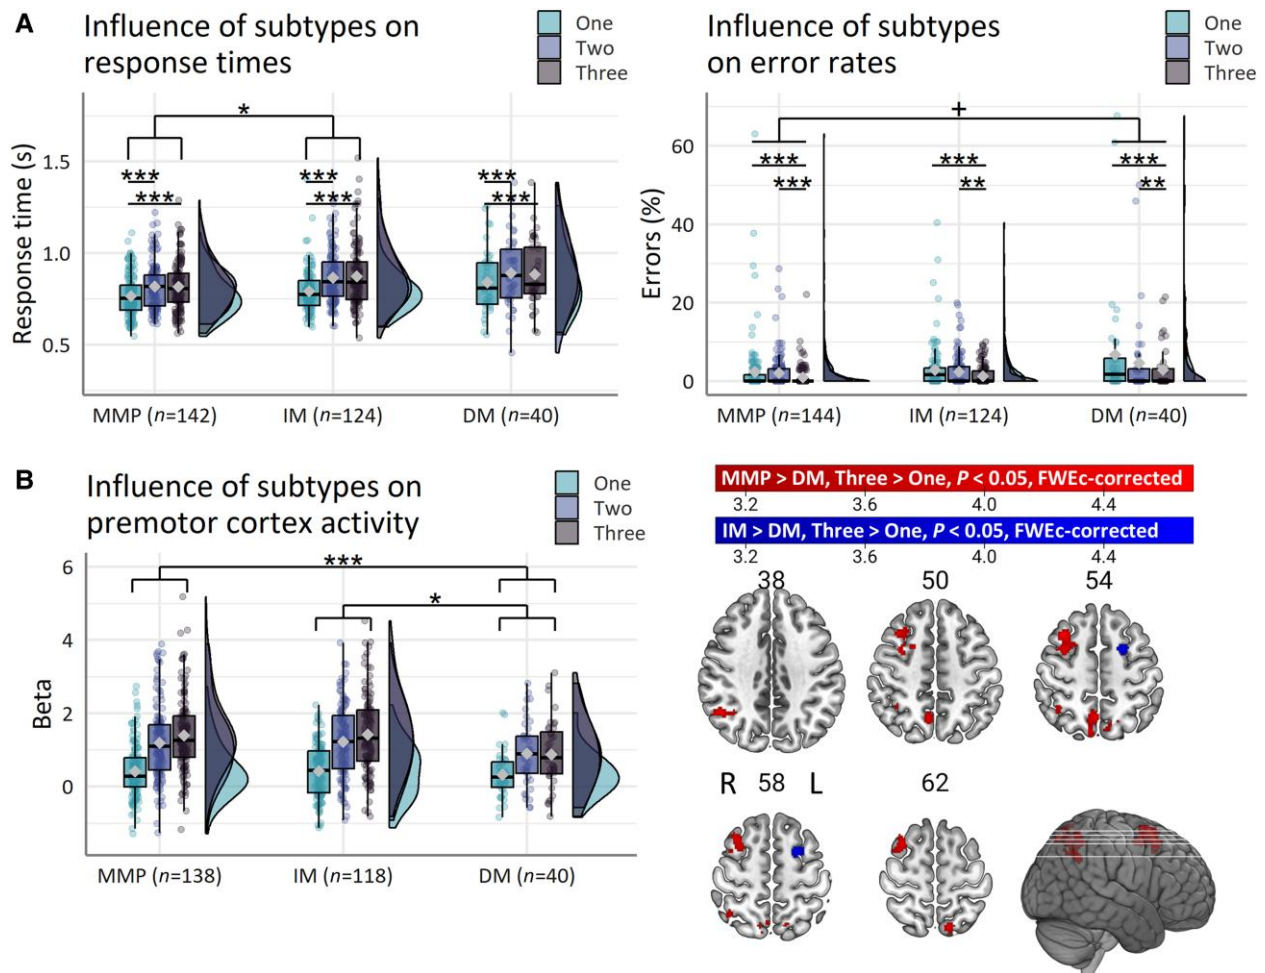 A
Influence of subtypes on
response times
One
Two
Three
Response time (s)
1.5
1.0
0.5
*
***
***
***
***
***
***
MMP (n=142)
IM (n=124)
DM (n=40)
Influence of subtypes
on error rates
One
Two
Three
Errors (%)
60
40
20
0
+
***
***
***
**
***
**
MMP (n=144)
IM (n=124)
DM (n=40)
B
Influence of subtypes on
premotor cortex activity
One
Two
Three
Beta
6
4
2
0
***
*
MMP (n=138)
IM (n=118)
DM (n=40)
MMP > DM, Three > One, P < 0.05, FWEc-corrected
3.2 3.6 4.0 4.4
IM > DM, Three > One, P < 0.05, FWEc-corrected
3.2 3.6 4.0 4.4
38 50 54
R 58 L 62